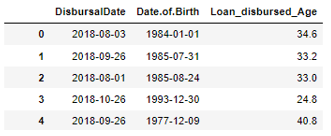 DisbursalDate Date.of.Birth Loan_disbursed_Age
0 2018-08-03 1984-01-01 34.6
1 2018-09-26 1985-07-31 33.2
2 2018-08-01 1985-08-24 33.0
3 2018-10-26 1993-12-30 24.8
4 2018-09-26 1977-12-09 40.8